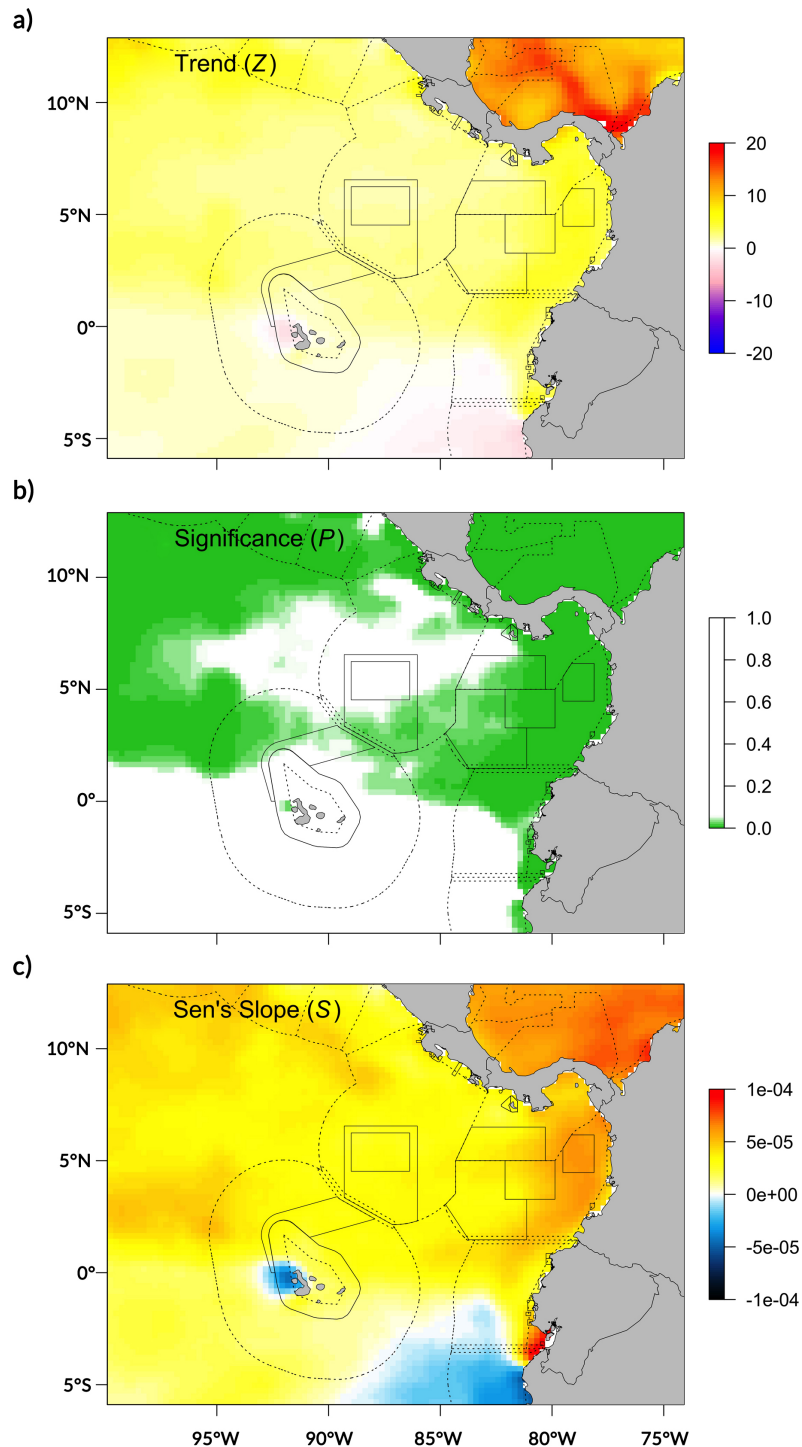 a)
Trend (Z)
10°N
5°N
0°
5°S
20
10
0
-10
-20
b)
Significance (P)
10°N
5°N
0°
5°S
1.0
0.8
0.6
0.4
0.2
0.0
c)
Sen's Slope (S)
10°N
5°N
0°
5°S
1e-04
5e-05
0e+00
-5e-05
-1e-04
95°W 90°W 85°W 80°W 75°W